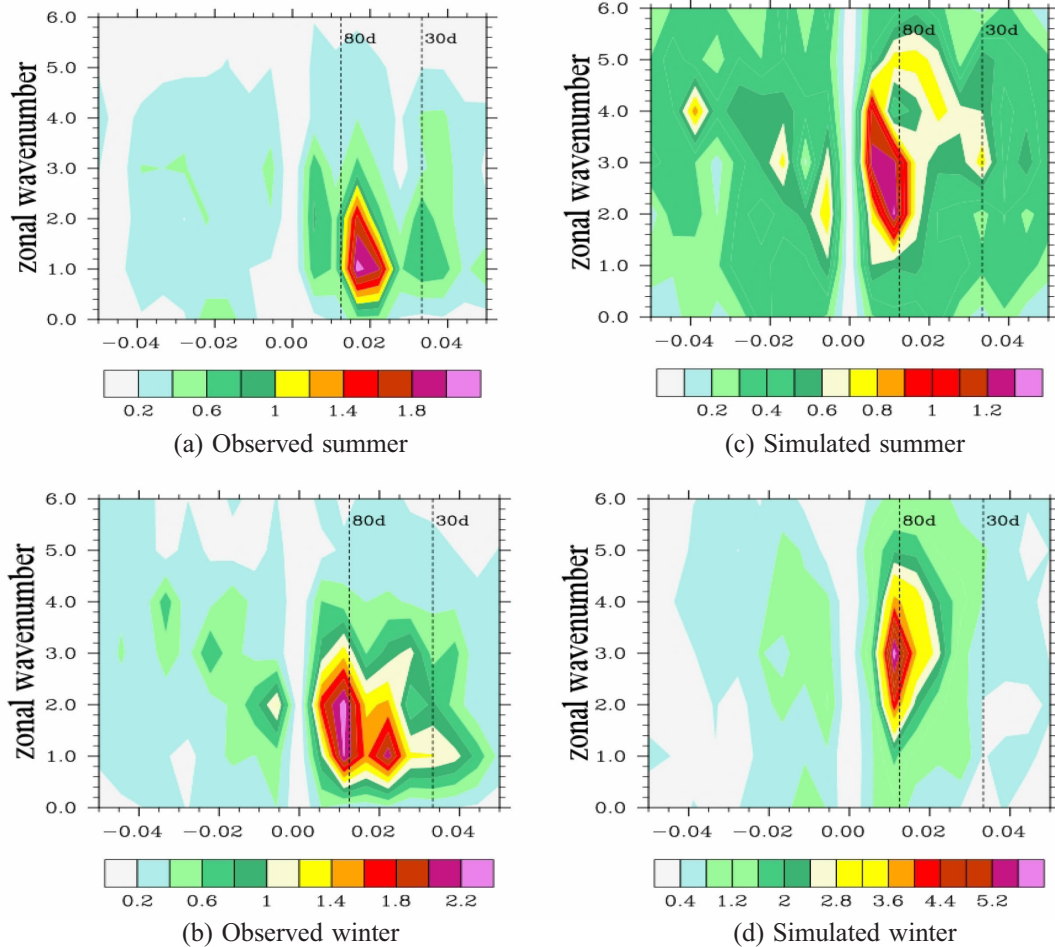 zonal wavenumber
6.0
5.0
4.0
3.0
2.0
1.0
0.0
80d
30d
−0.04 −0.02 0.00 0.02 0.04
0.2 0.6 1 1.4 1.8
(a) Observed summer
zonal wavenumber
6.0
5.0
4.0
3.0
2.0
1.0
0.0
80d
30d
−0.04 −0.02 0.00 0.02 0.04
0.2 0.4 0.6 0.8 1 1.2
(c) Simulated summer
zonal wavenumber
6.0
5.0
4.0
3.0
2.0
1.0
0.0
80d
30d
−0.04 −0.02 0.00 0.02 0.04
0.2 0.6 1 1.4 1.8 2.2
(b) Observed winter
zonal wavenumber
6.0
5.0
4.0
3.0
2.0
1.0
0.0
80d
30d
−0.04 −0.02 0.00 0.02 0.04
0.4 1.2 2 2.8 3.6 4.4 5.2
(d) Simulated winter